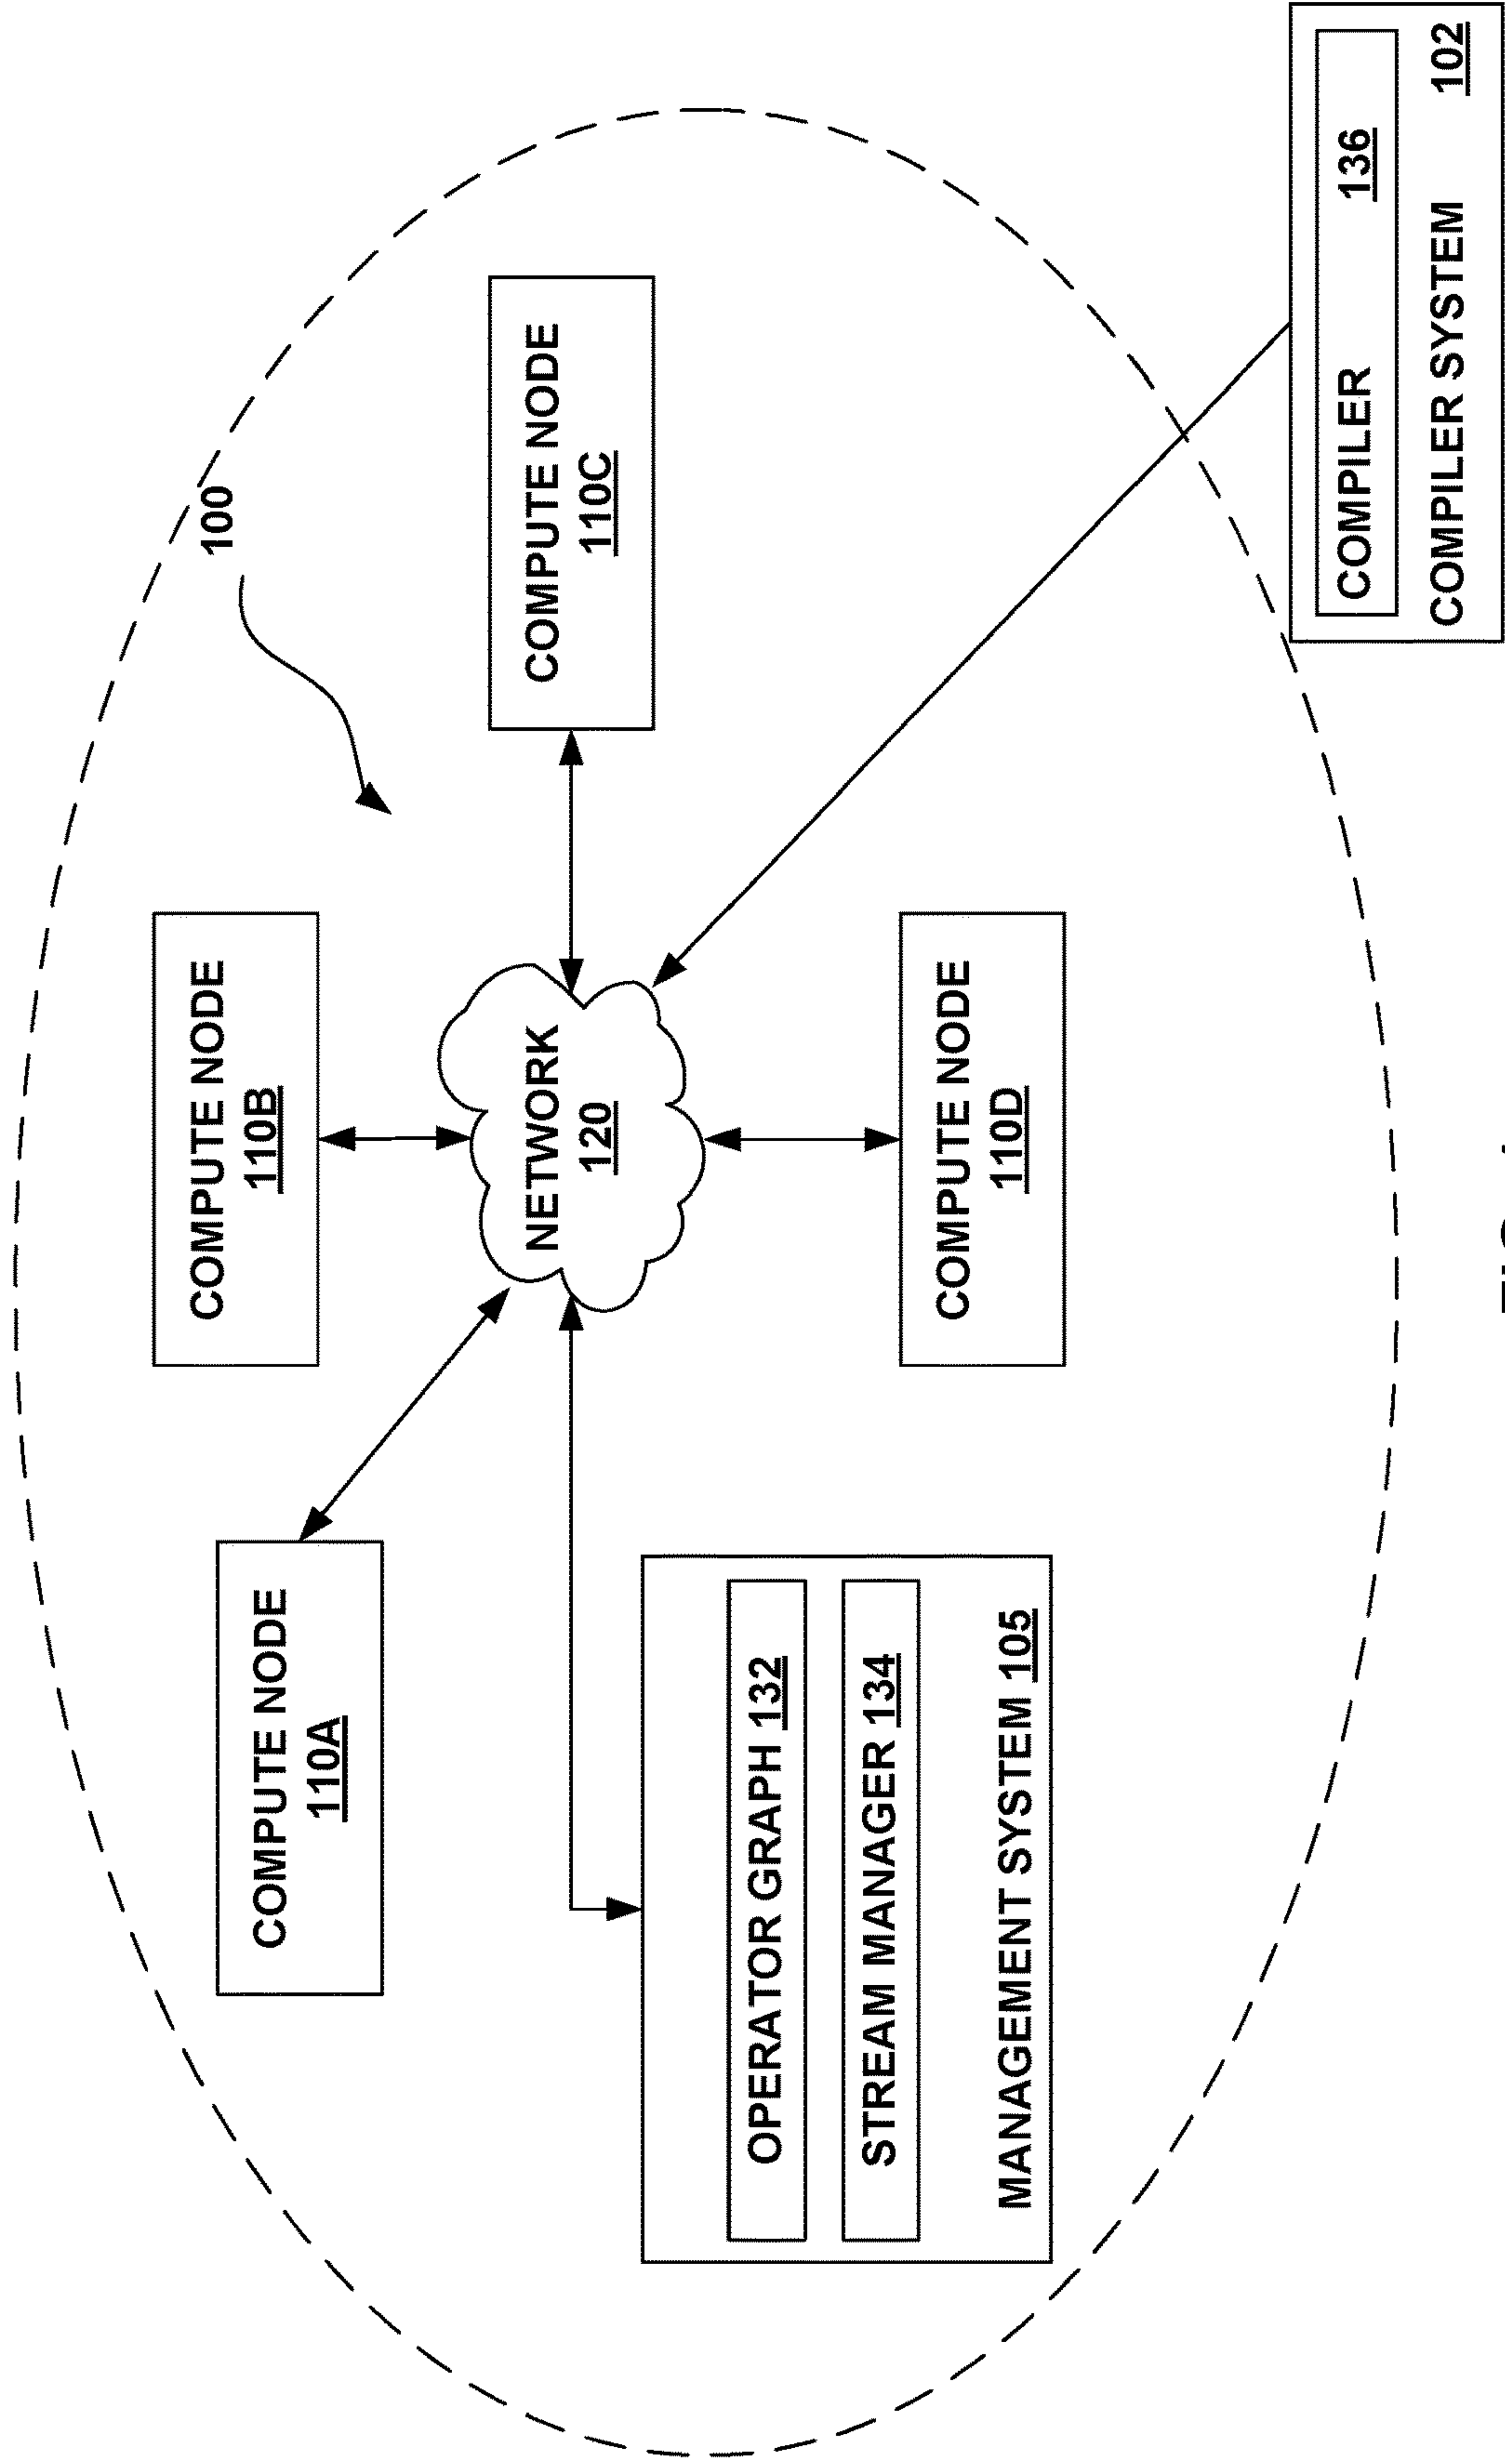 100
COMPUTE NODE
110A
COMPUTE NODE
110B
COMPUTE NODE
110C
NETWORK
120
OPERATOR GRAPH 132
STREAM MANAGER 134
MANAGEMENT SYSTEM 105
COMPUTE NODE
110D
COMPILER 136
COMPILER SYSTEM 102